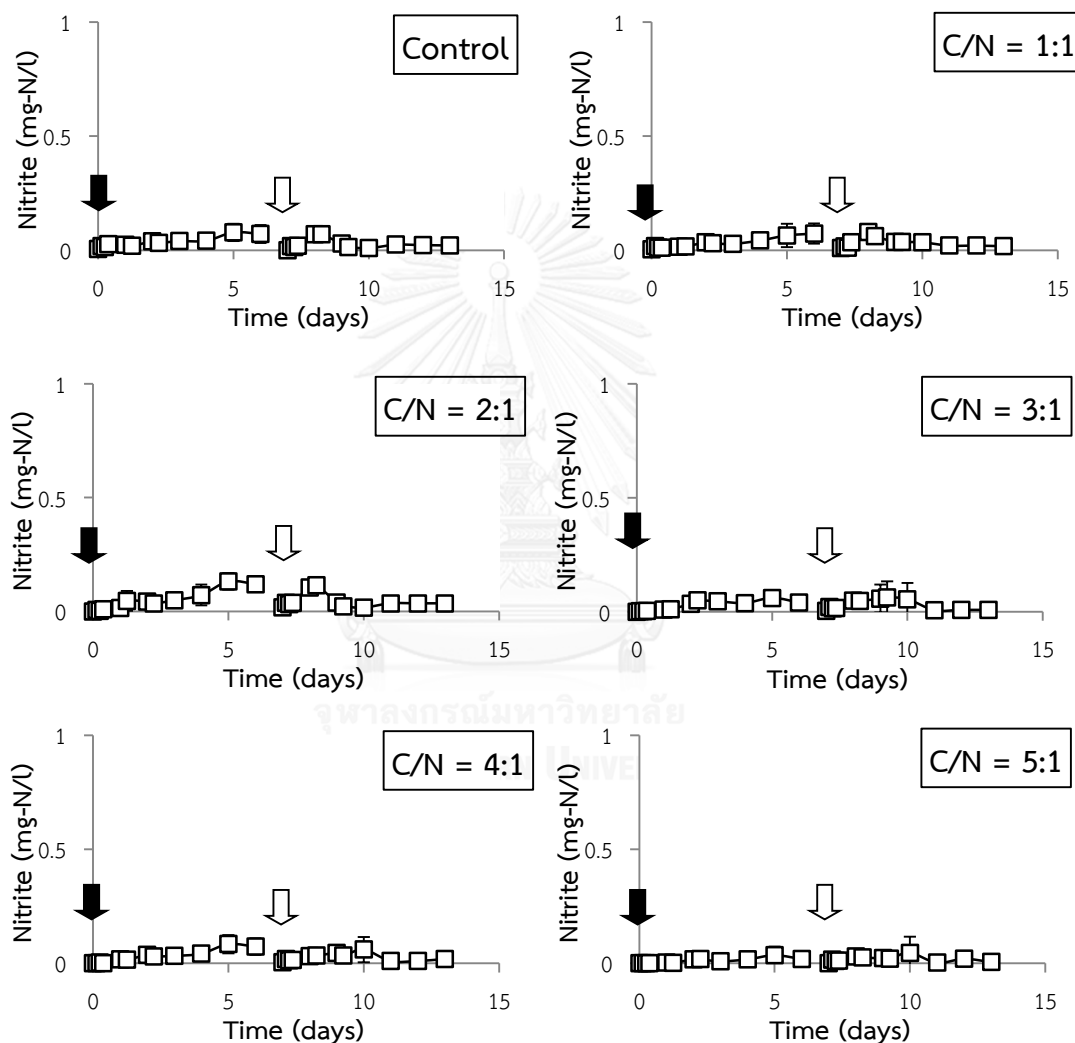 Control
C/N = 1:1
Nitrite (mg-N/l)
1
0.5
0
0 5 10 15
Time (days)
Nitrite (mg-N/l)
1
0.5
0
0 5 10 15
Time (days)
C/N = 2:1
C/N = 3:1
Nitrite (mg-N/l)
1
0.5
0
0 5 10 15
Time (days)
Nitrite (mg-N/l)
1
0.5
0
0 5 10 15
Time (days)
จุฬาลงกรณ์มหาวิทยาลัย
UNIVE
C/N = 4:1
C/N = 5:1
Nitrite (mg-N/l)
1
0.5
0
0 5 10 15
Time (days)
Nitrite (mg-N/l)
1
0.5
0
0 5 10 15
Time (days)